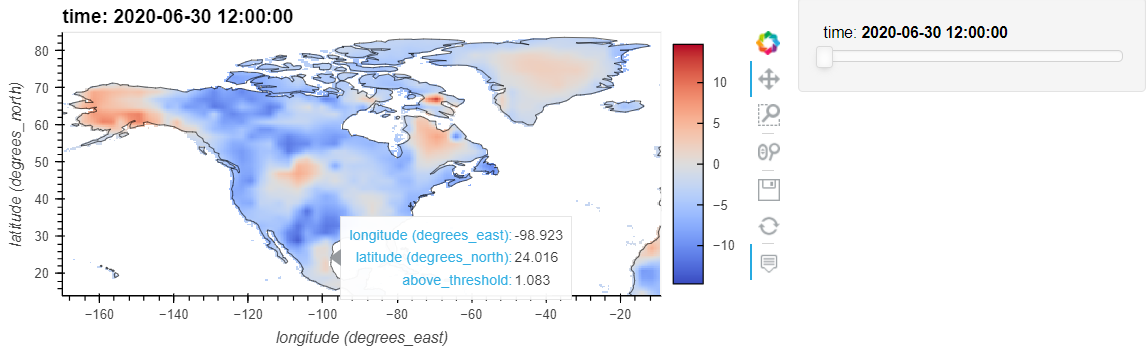 time: 2020-06-30 12:00:00
time: 2020-06-30 12:00:00
80
70
60
50
40
30
20
latitude (degrees_north)
−160
−140
−120
−100
−80
−60
−40
−20
longitude (degrees_east)
longitude (degrees_east): -98.923
latitude (degrees_north): 24.016
above_threshold: 1.083
10
5
0
−5
−10